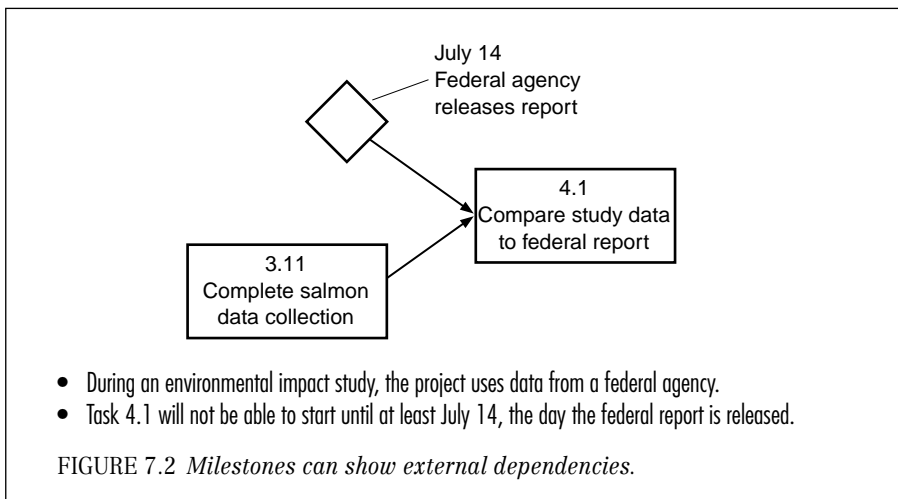 July 14
Federal agency
releases report
4.1
Compare study data
to federal report
3.11
Complete salmon
data collection
• During an environmental impact study, the project uses data from a federal agency.
• Task 4.1 will not be able to start until at least July 14, the day the federal report is released.
FIGURE 7.2 Milestones can show external dependencies.